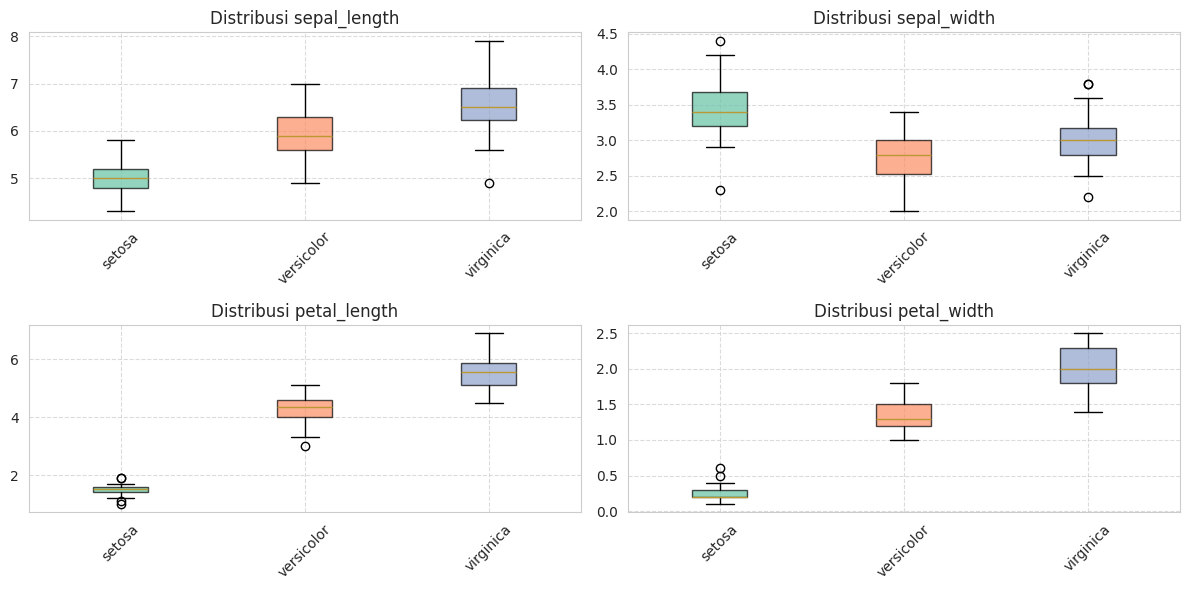 Distribusi sepal_length
8
7
6
5
setosa
versicolor
virginica
Distribusi sepal_width
4.5
4.0
3.5
3.0
2.5
2.0
setosa
versicolor
virginica
Distribusi petal_length
6
4
2
setosa
versicolor
virginica
Distribusi petal_width
2.5
2.0
1.5
1.0
0.5
0.0
setosa
versicolor
virginica